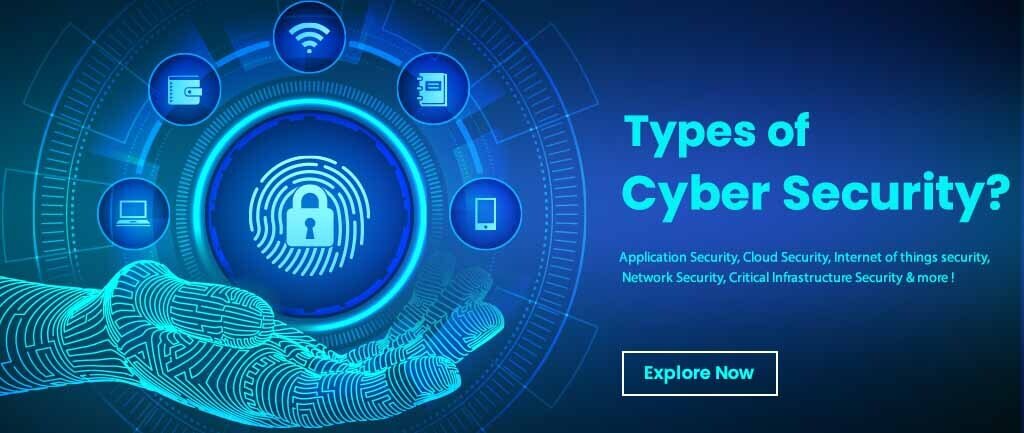 Types of
Cyber Security?
Application Security, Cloud Security, Internet of things security,
Network Security, Critical Infrastructure Security & more !
Explore Now